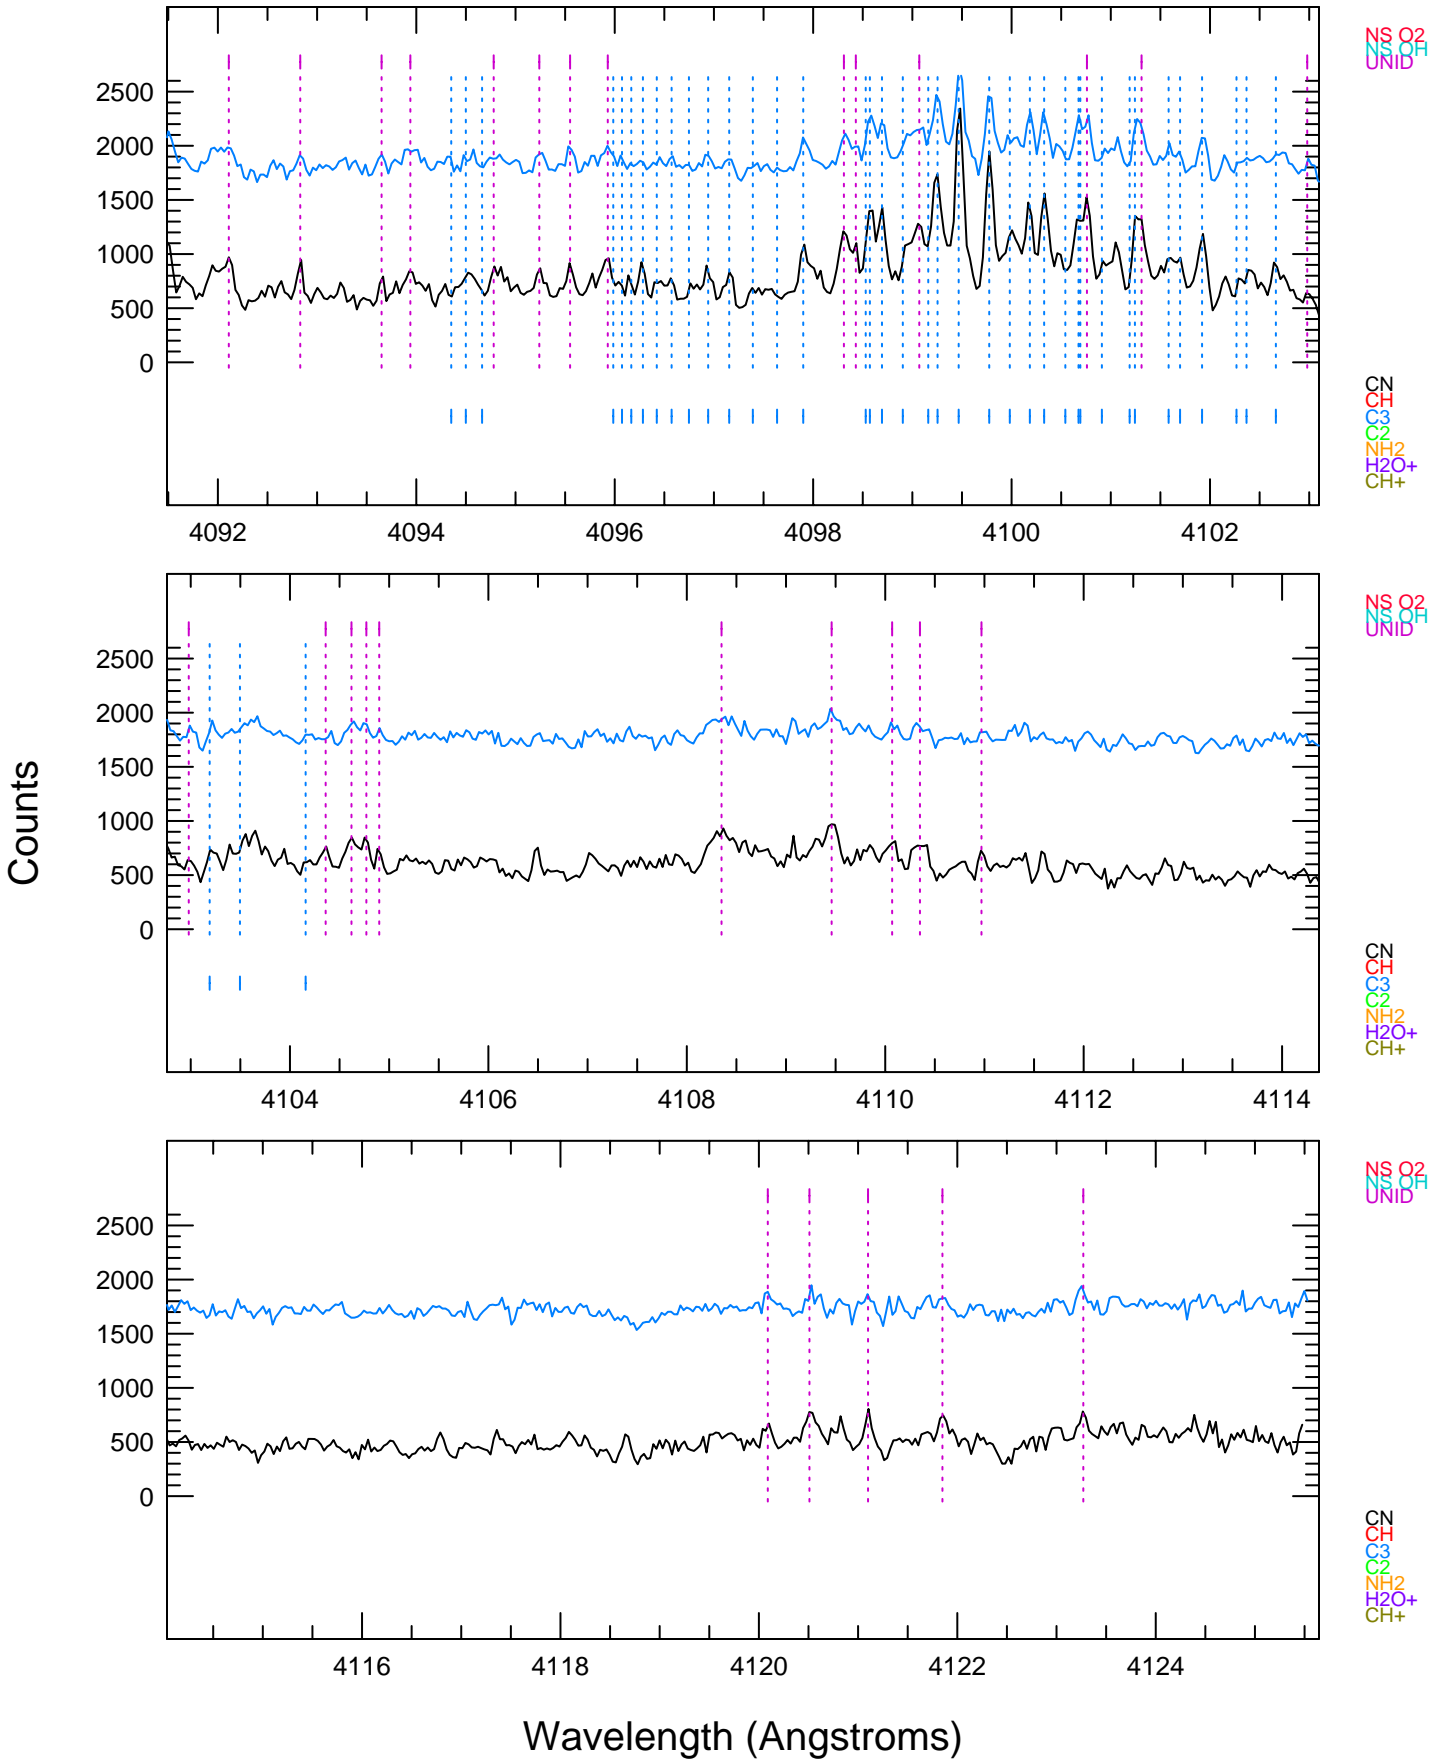 NS O2
NS OH
UNID
2500
2000
1500
1000
500
0
CN
CH
C3
C2
NH2
H2O+
CH+
4092 4094 4096 4098 4100 4102
NS O2
NS OH
UNID
2500
2000
1500
1000
500
0
Counts
CN
CH
C3
C2
NH2
H2O+
CH+
4104 4106 4108 4110 4112 4114
NS O2
NS OH
UNID
2500
2000
1500
1000
500
0
CN
CH
C3
C2
NH2
H2O+
CH+
4116 4118 4120 4122 4124
Wavelength (Angstroms)